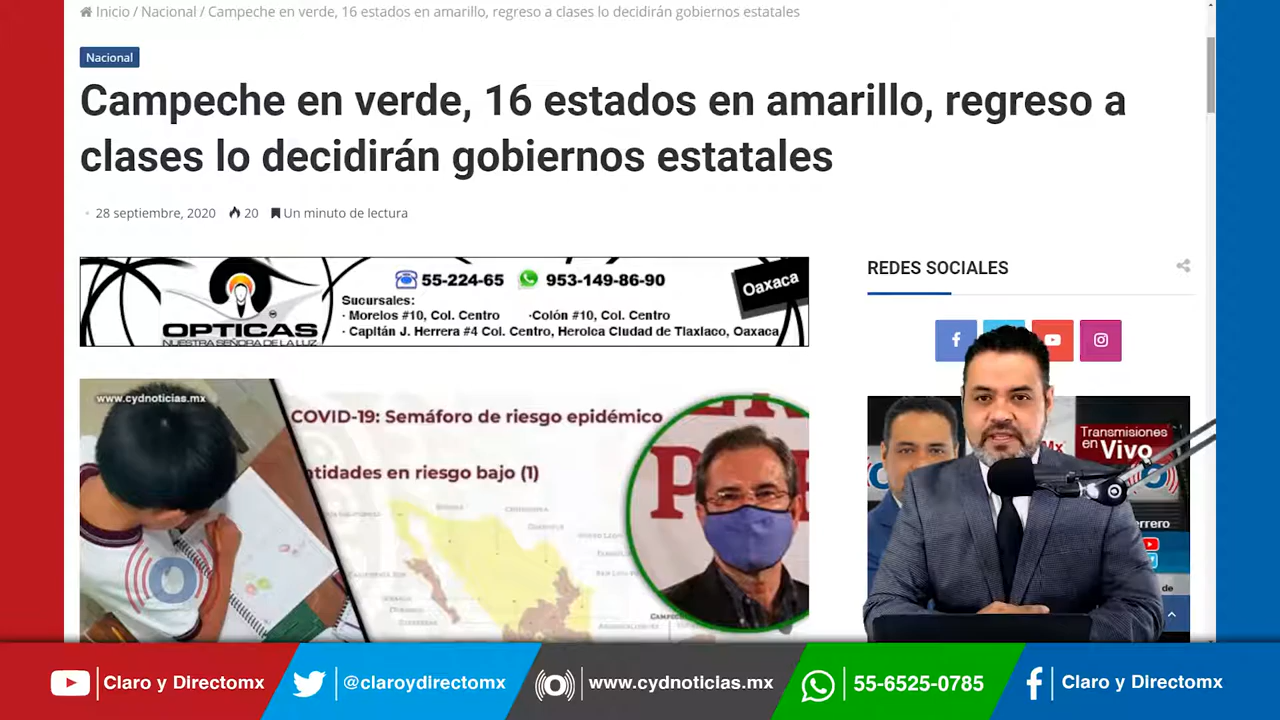 Inicio / Nacional / Campeche en verde, 16 estados en amarillo, regreso a clases lo decidirán gobiernos estatales
Nacional
Campeche en verde, 16 estados en amarillo, regreso a
clases lo decidirán gobiernos estatales
28 septiembre, 2020 20 Un minuto de lectura
55-224-65 953-149-86-90
Oaxaca
Sucursales:
· Morelos #10, Col. Centro ·Colón #10, Col. Centro
· Capitán J. Herrera #4 Col. Centro, Heroica Ciudad de Tlaxiaco, Oaxaca
OPTICAS
NUESTRA SEÑORA DE LA LUZ
REDES SOCIALES
www.cydnoticias.mx
COVID-19: Semáforo de riesgo epidémico
tidades en riesgo bajo (1)
Mx
Transmisiones
en Vivo
errero
de
Claro y Directomx
@claroydirectomx
www.cydnoticias.mx
55-6525-0785
Claro y Directomx